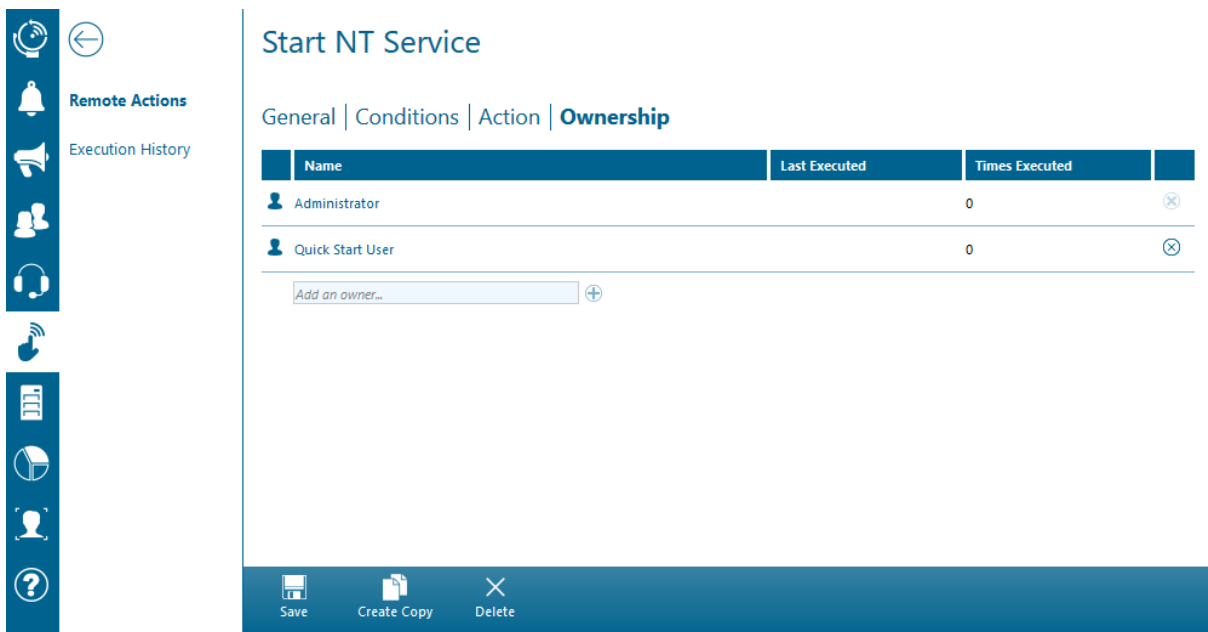 Start NT Service
Remote Actions
Execution History
General | Conditions | Action | Ownership
Name Last Executed Times Executed
Administrator 0
Quick Start User 0
Add an owner...
Save Create Copy Delete